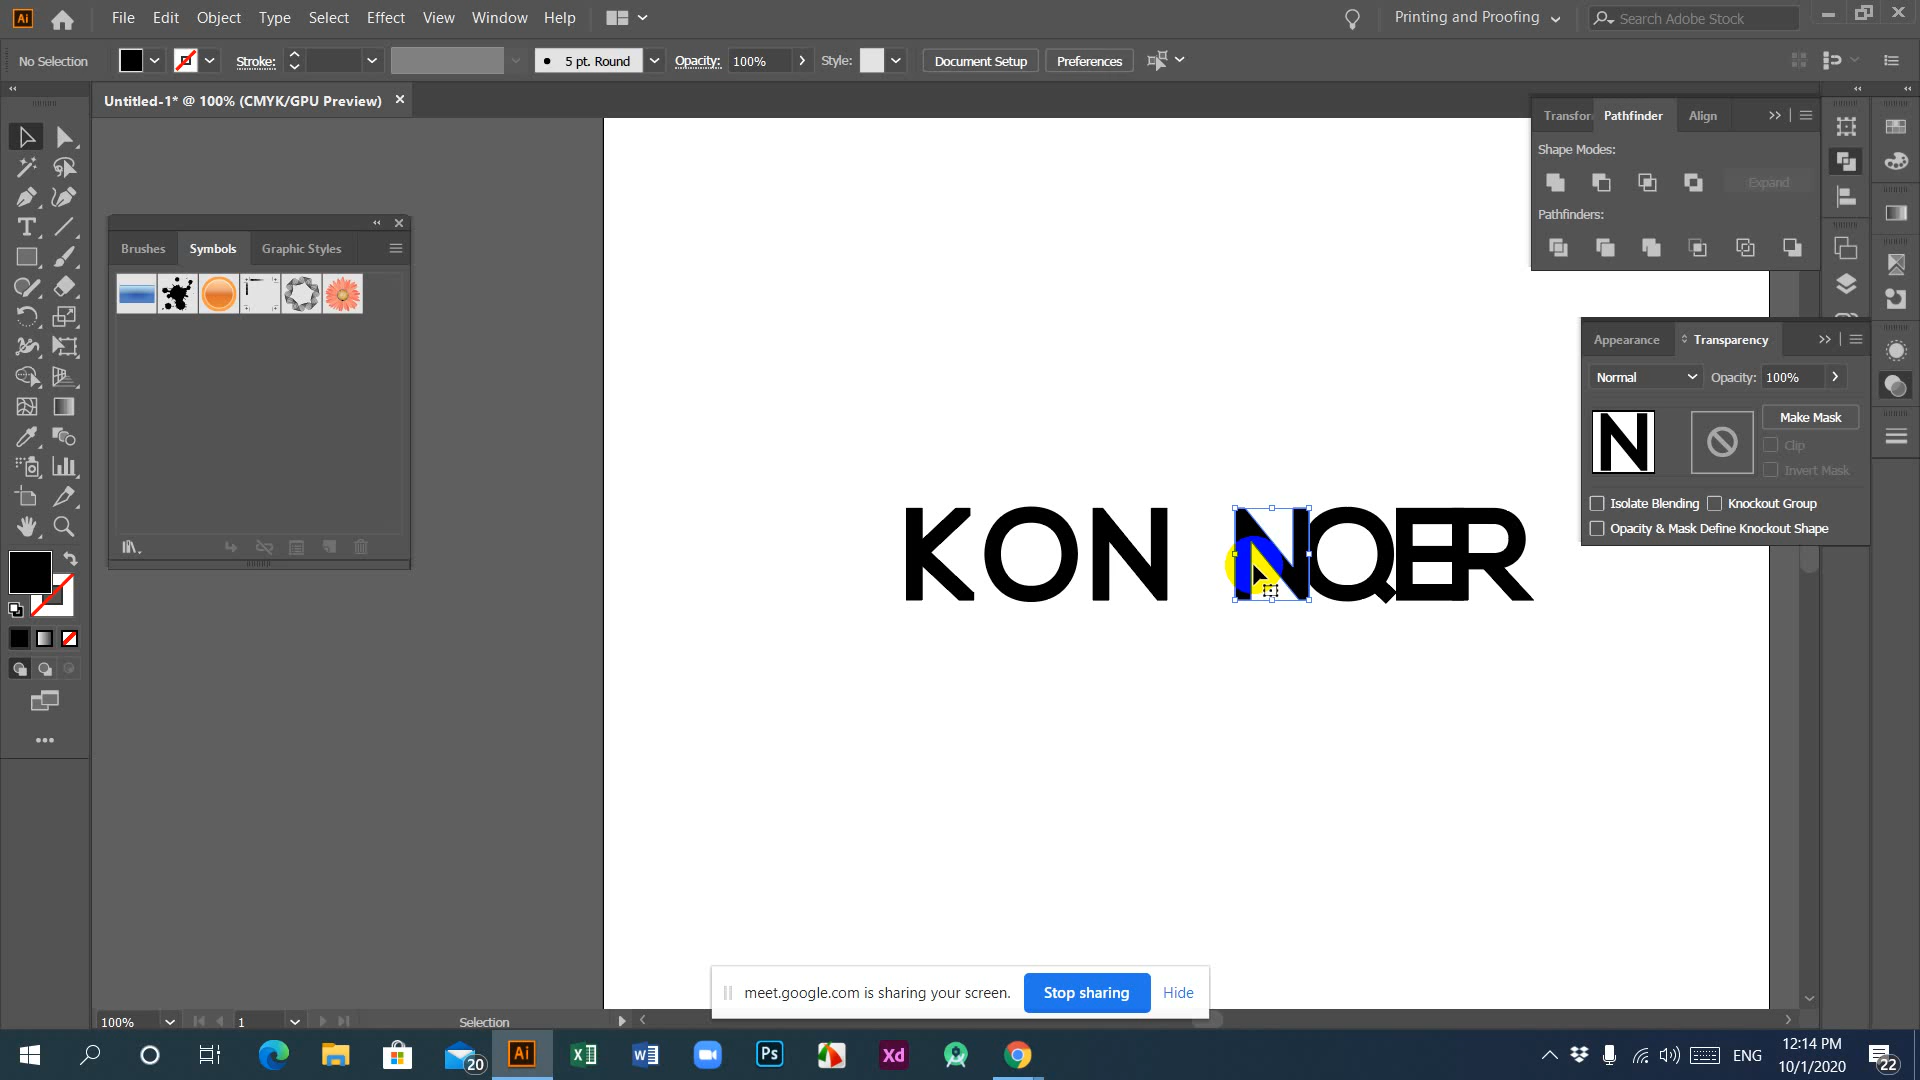 Ai File Edit Object Type Select Effect View Window Help Printing and Proofing Search Adobe Stock
No Selection Stroke: 5 pt. Round Opacity: 100% Style: Document Setup Preferences
Untitled-1* @ 100% (CMYK/GPU Preview)
Transfor Pathfinder Align
Shape Modes:
Expand
Pathfinders:
Brushes Symbols Graphic Styles
Appearance Transparency
Normal Opacity: 100%
N Make Mask
Clip
Invert Mask
Isolate Blending Knockout Group
Opacity & Mask Define Knockout Shape
KON NQER
meet.google.com is sharing your screen. Stop sharing Hide
100% 1 Selection
20 Ai Ps Xd ENG 12:14 PM
10/1/2020 22